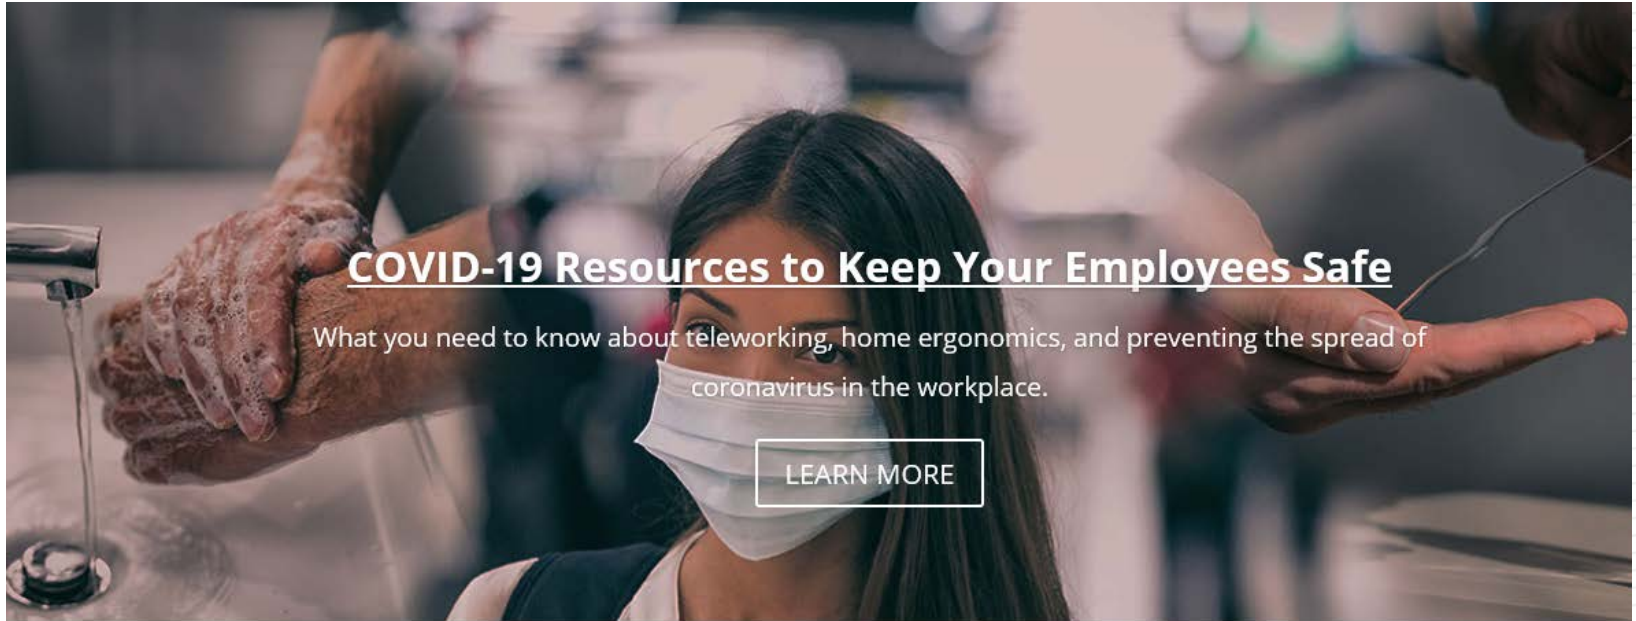 COVID-19 Resources to Keep Your Employees Safe
What you need to know about teleworking, home ergonomics, and preventing the spread of
coronavirus in the workplace.
LEARN MORE